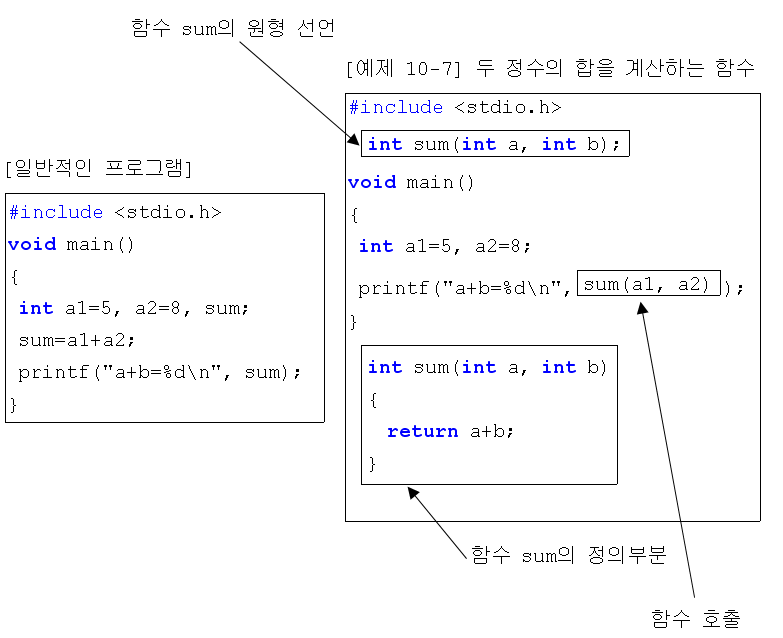 함수 sum의 원형 선언
[예제 10-7] 두 정수의 합을 계산하는 함수
#include <stdio.h>
int sum(int a, int b);
void main()
{
int a1=5, a2=8;
printf("a+b=%d\n", sum(a1, a2) );
}
int sum(int a, int b)
{
return a+b;
}
[일반적인 프로그램]
#include <stdio.h>
void main()
{
int a1=5, a2=8, sum;
sum=a1+a2;
printf("a+b=%d\n", sum);
}
함수 sum의 정의부분
함수 호출